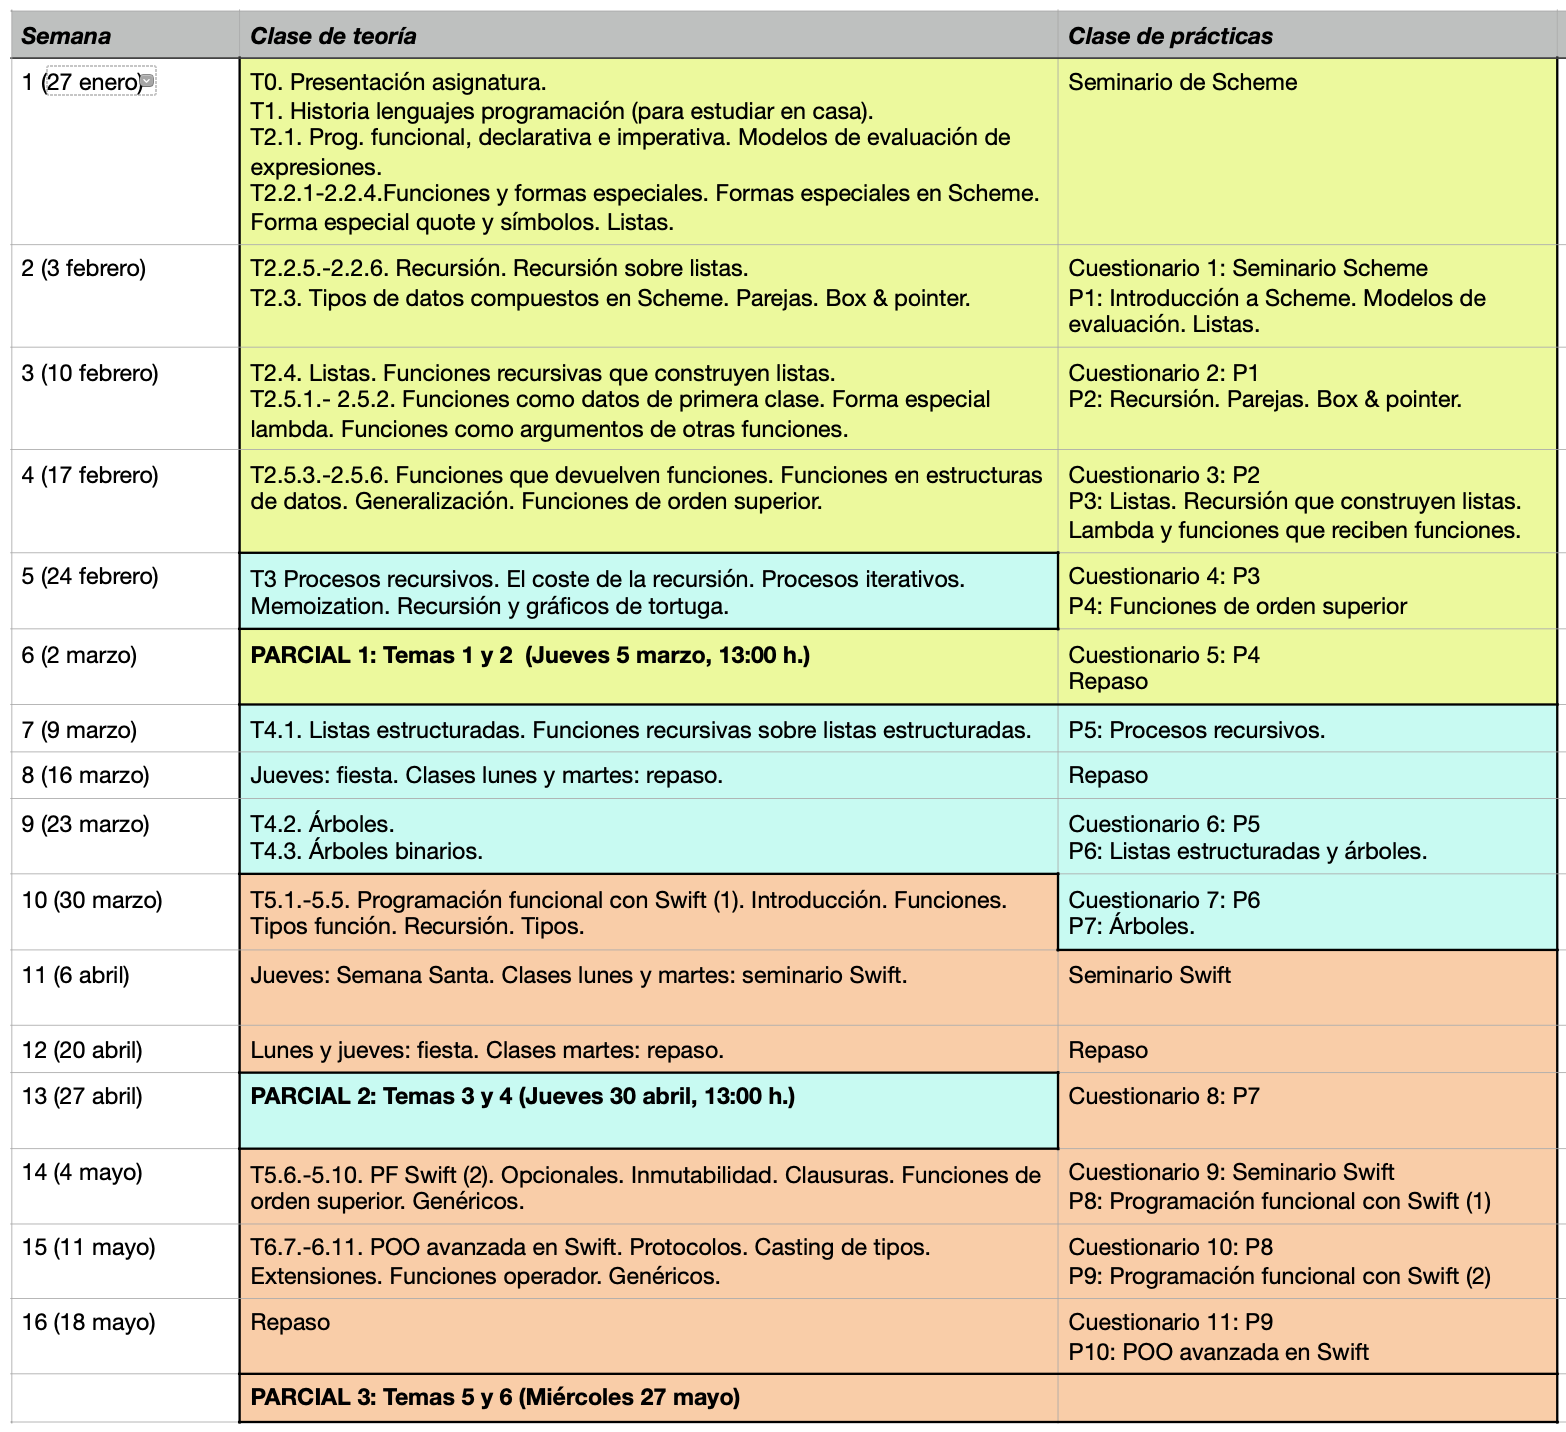 Semana
Clase de teoría
Clase de prácticas
1 (27 enero)
T0. Presentación asignatura.
T1. Historia lenguajes programación (para estudiar en casa).
T2.1. Prog. funcional, declarativa e imperativa. Modelos de evaluación de
expresiones.
T2.2.1-2.2.4.Funciones y formas especiales. Formas especiales en Scheme.
Forma especial quote y símbolos. Listas.
Seminario de Scheme
2 (3 febrero)
T2.2.5.-2.2.6. Recursión. Recursión sobre listas.
T2.3. Tipos de datos compuestos en Scheme. Parejas. Box & pointer.
Cuestionario 1: Seminario Scheme
P1: Introducción a Scheme. Modelos de
evaluación. Listas.
3 (10 febrero)
T2.4. Listas. Funciones recursivas que construyen listas.
T2.5.1.- 2.5.2. Funciones como datos de primera clase. Forma especial
lambda. Funciones como argumentos de otras funciones.
Cuestionario 2: P1
P2: Recursión. Parejas. Box & pointer.
4 (17 febrero)
T2.5.3.-2.5.6. Funciones que devuelven funciones. Funciones en estructuras
de datos. Generalización. Funciones de orden superior.
Cuestionario 3: P2
P3: Listas. Recursión que construyen listas.
Lambda y funciones que reciben funciones.
5 (24 febrero)
T3 Procesos recursivos. El coste de la recursión. Procesos iterativos.
Memoization. Recursión y gráficos de tortuga.
Cuestionario 4: P3
P4: Funciones de orden superior
6 (2 marzo)
PARCIAL 1: Temas 1 y 2  (Jueves 5 marzo, 13:00 h.)
Cuestionario 5: P4
Repaso
7 (9 marzo)
T4.1. Listas estructuradas. Funciones recursivas sobre listas estructuradas.
P5: Procesos recursivos.
8 (16 marzo)
Jueves: fiesta. Clases lunes y martes: repaso.
Repaso
9 (23 marzo)
T4.2. Árboles.
T4.3. Árboles binarios.
Cuestionario 6: P5
P6: Listas estructuradas y árboles.
10 (30 marzo)
T5.1.-5.5. Programación funcional con Swift (1). Introducción. Funciones.
Tipos función. Recursión. Tipos.
Cuestionario 7: P6
P7: Árboles.
11 (6 abril)
Jueves: Semana Santa. Clases lunes y martes: seminario Swift.
Seminario Swift
12 (20 abril)
Lunes y jueves: fiesta. Clases martes: repaso.
Repaso
13 (27 abril)
PARCIAL 2: Temas 3 y 4 (Jueves 30 abril, 13:00 h.)
Cuestionario 8: P7
14 (4 mayo)
T5.6.-5.10. PF Swift (2). Opcionales. Inmutabilidad. Clausuras. Funciones de
orden superior. Genéricos.
Cuestionario 9: Seminario Swift
P8: Programación funcional con Swift (1)
15 (11 mayo)
T6.7.-6.11. POO avanzada en Swift. Protocolos. Casting de tipos.
Extensiones. Funciones operador. Genéricos.
Cuestionario 10: P8
P9: Programación funcional con Swift (2)
16 (18 mayo)
Repaso
Cuestionario 11: P9
P10: POO avanzada en Swift
PARCIAL 3: Temas 5 y 6 (Miércoles 27 mayo)